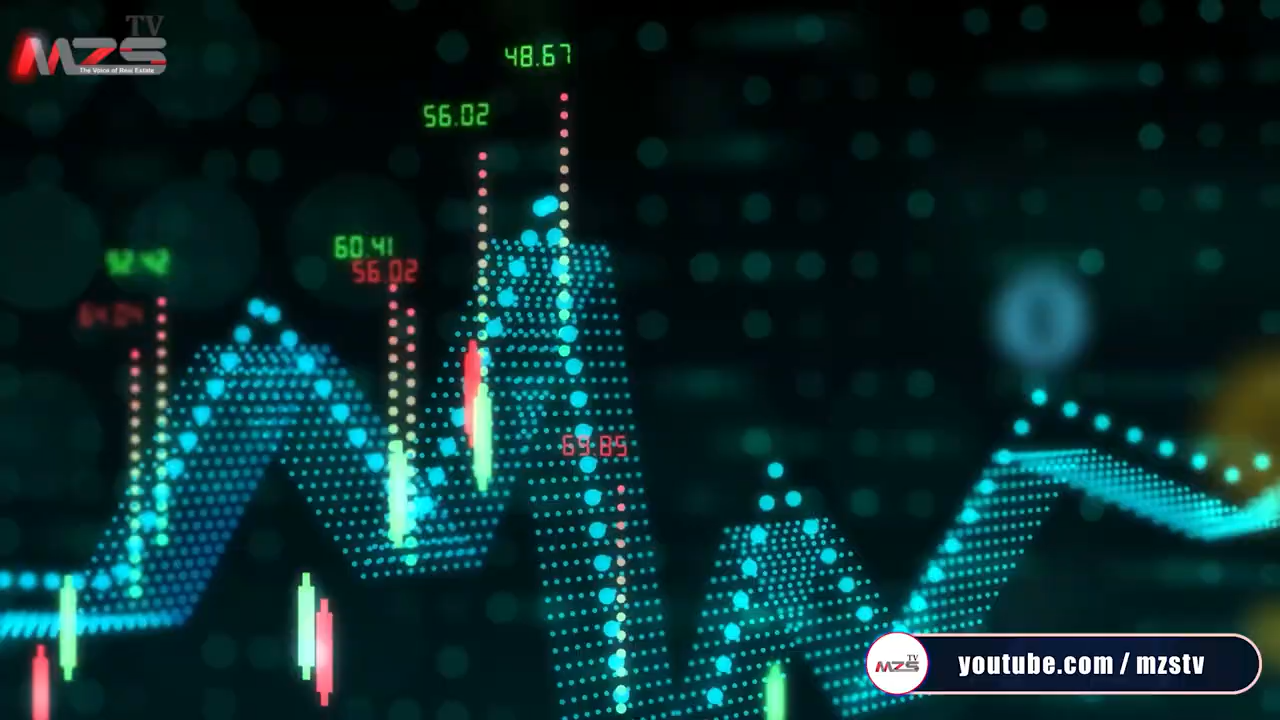 TV
MZS
The Voice of Real Estate
48.67
56.02
60.41
56.02
69.85
TV
MZS
youtube.com / mzstv